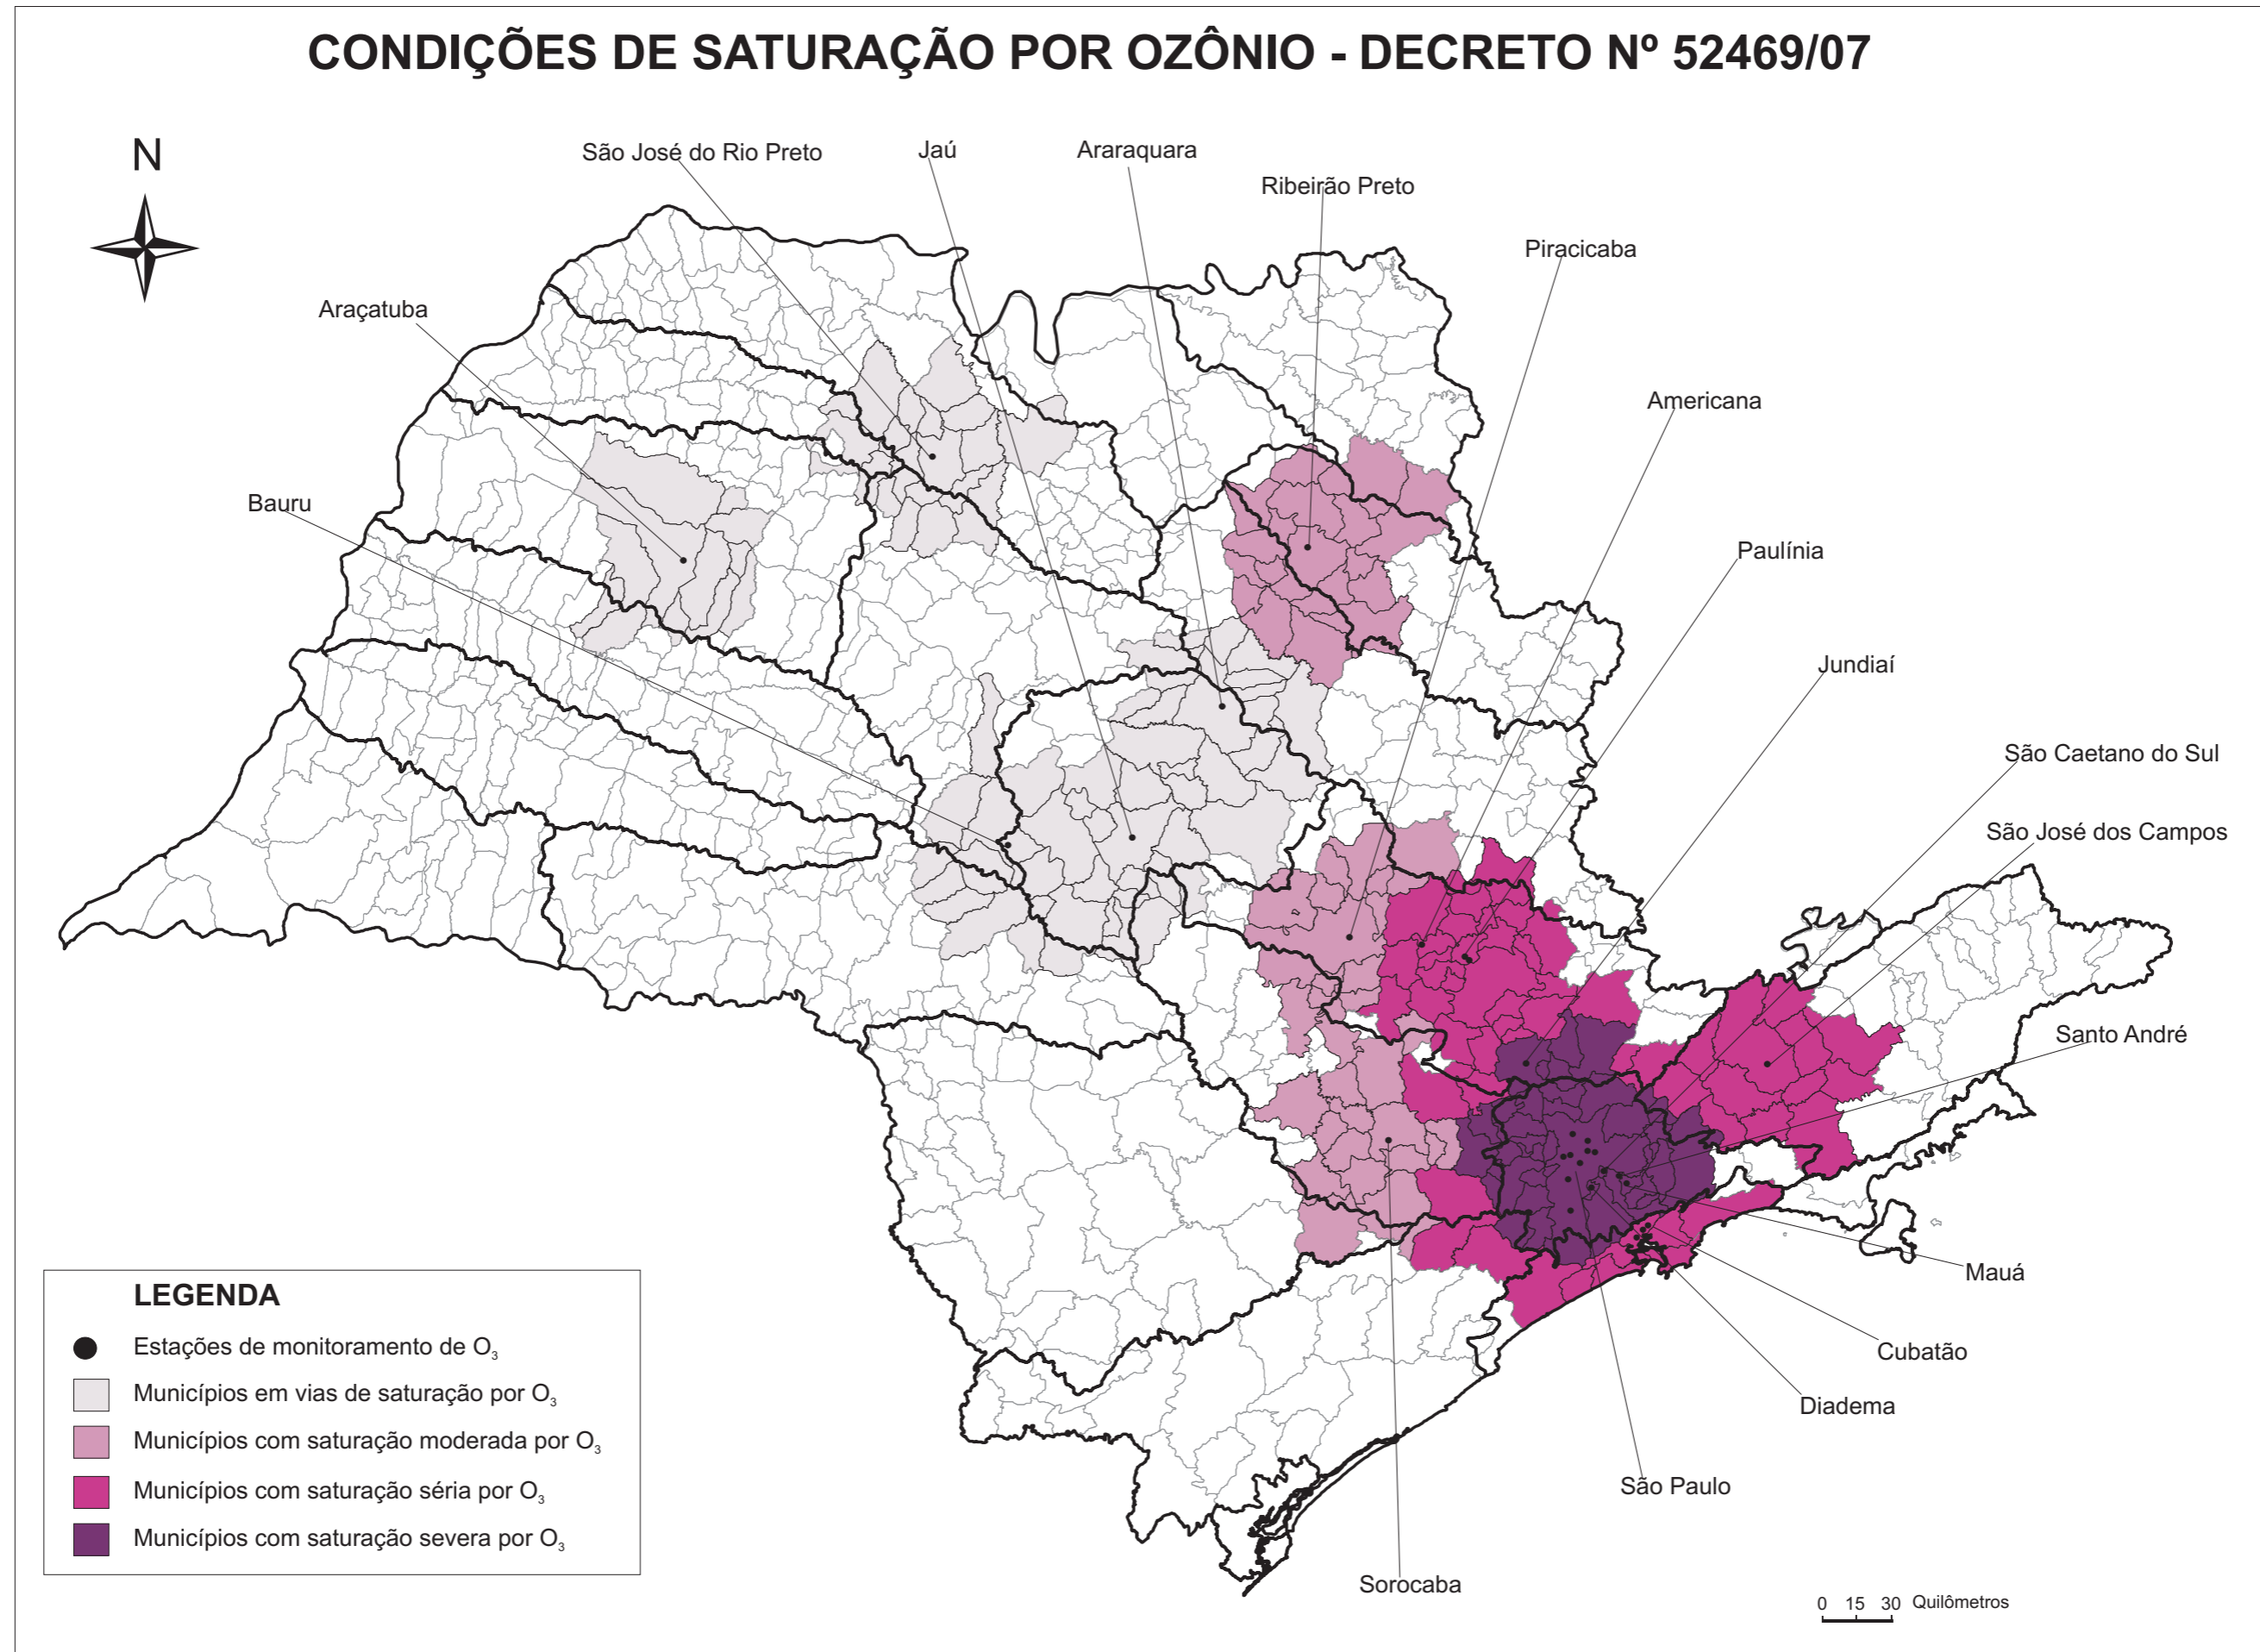 CONDIÇÕES DE SATURAÇÃO POR OZÔNIO - DECRETO Nº 52469/07
N
São José do Rio Preto
Jaú
Araraquara
Ribeirão Preto
Piracicaba
Araçatuba
Americana
Bauru
Paulínia
Jundiaí
São Caetano do Sul
São José dos Campos
Santo André
Mauá
Cubatão
Diadema
São Paulo
Sorocaba
LEGENDA
Estações de monitoramento de O₃
Municípios em vias de saturação por O₃
Municípios com saturação moderada por O₃
Municípios com saturação séria por O₃
Municípios com saturação severa por O₃
0 15 30 Quilômetros